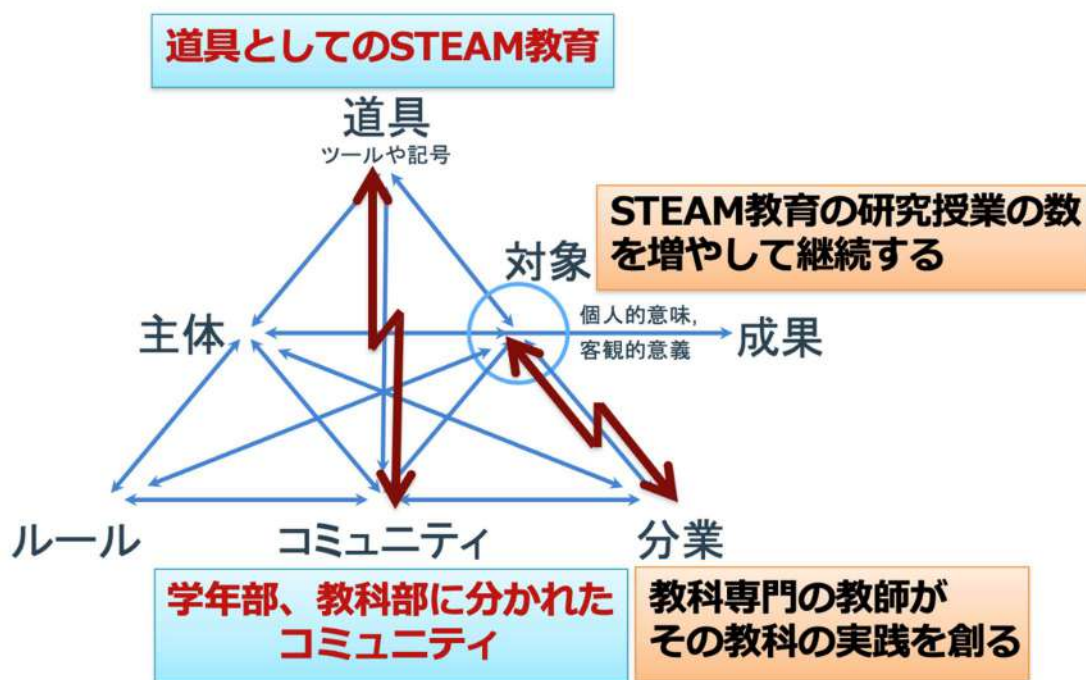 道具としてのSTEAM教育
道具
ツールや記号
STEAM教育の研究授業の数
を増やして継続する
対象
主体
個人的意味,
客観的意義
成果
ルール
コミュニティ
分業
学年部、教科部に分かれた
コミュニティ
教科専門の教師が
その教科の実践を創る